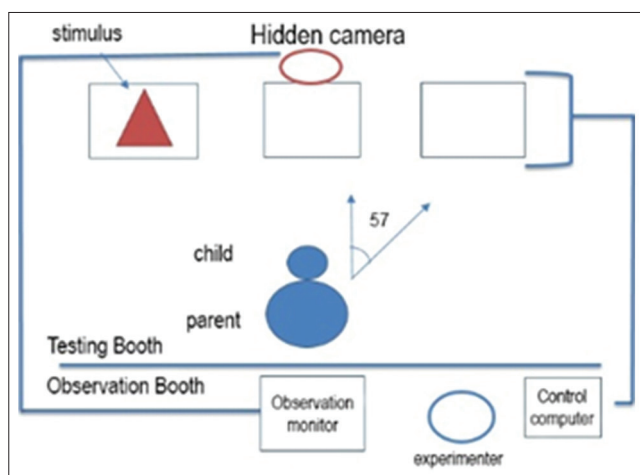 stimulus
Hidden camera
57
child
parent
Testing Booth
Observation Booth
Observation
monitor
experimenter
Control
computer